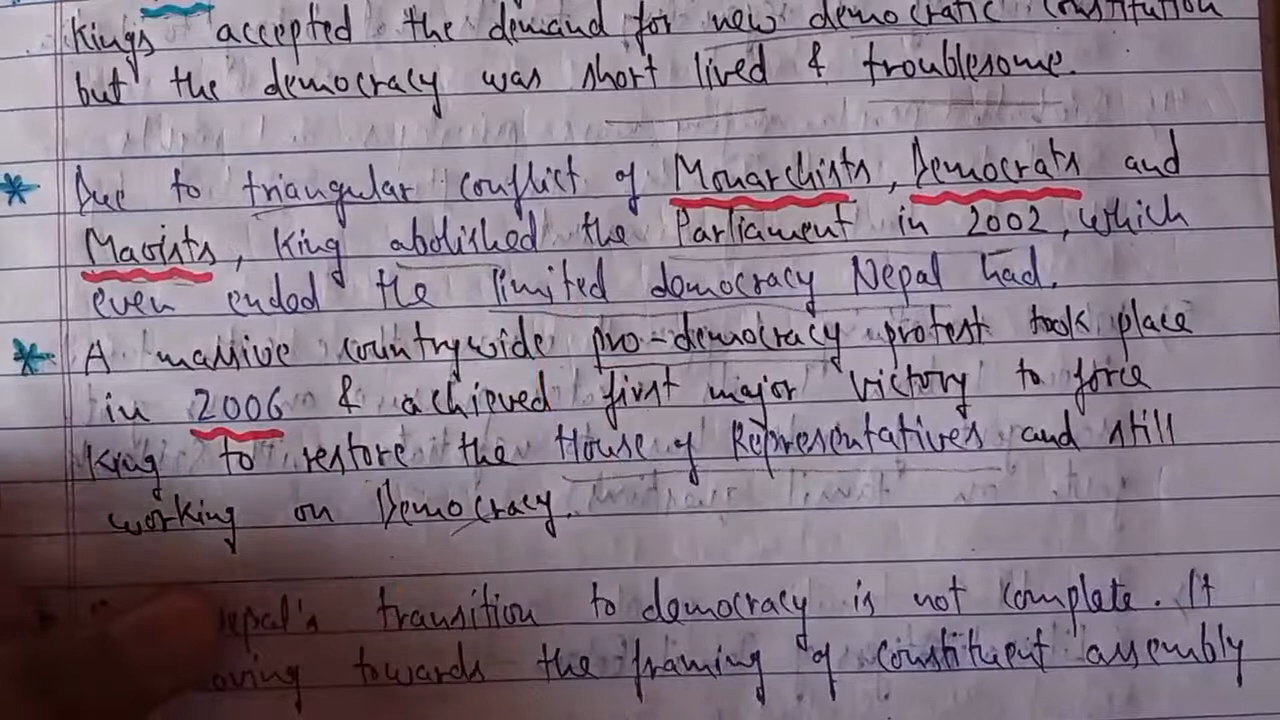 Kings accepted the demand for new democratic constitution
but the democracy was short lived & troublesome.
* Due to triangular conflict of Monarchists, Democrats and
Maoists, King abolished the Parliament in 2002, which
even ended the limited democracy Nepal had.
* A massive countrywide pro-democracy protest took place
in 2006 & achieved first major victory to force
King to restore the House of Representatives and still
working on Democracy.
Nepal's transition to democracy is not complete. It
towards the framing of constituent assembly